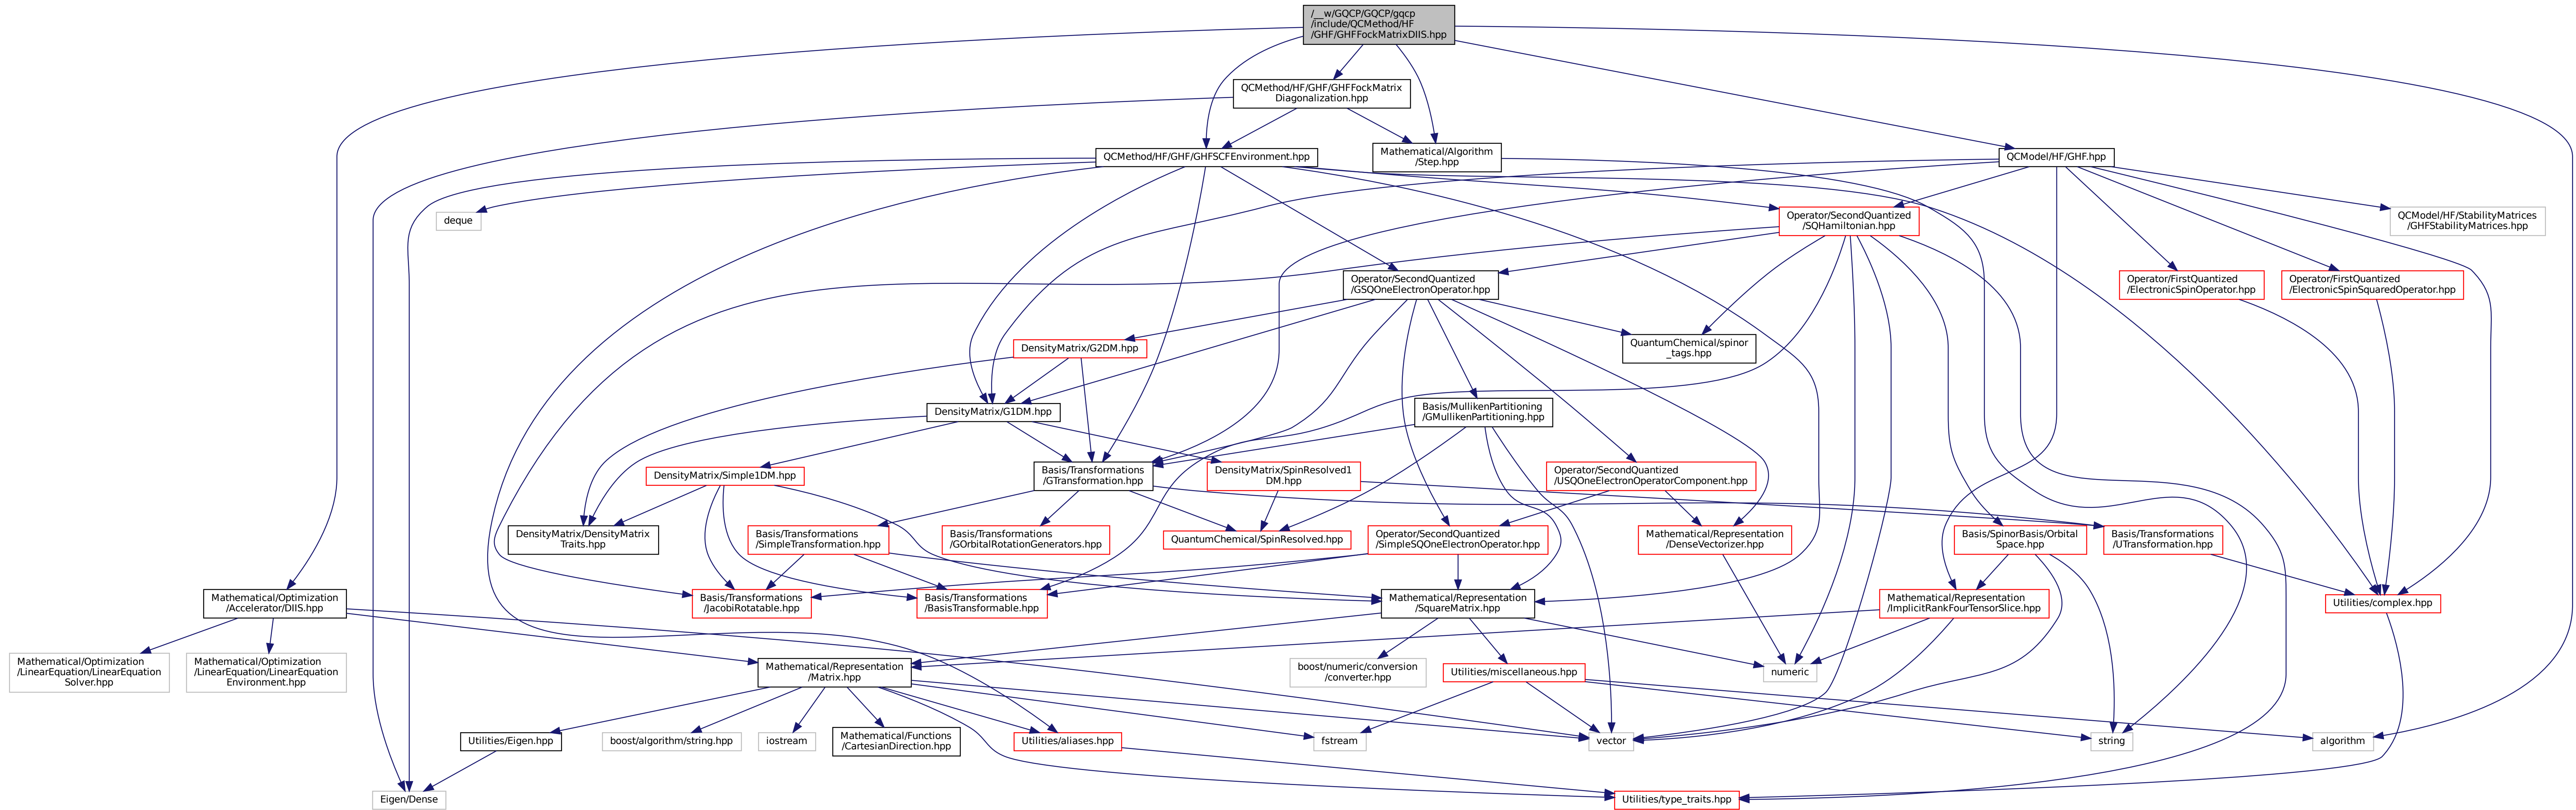 /__w/GQCP/GQCP/gqcp
/include/QCMethod/HF
/GHF/GHFFockMatrixDIIS.hpp
QCMethod/HF/GHF/GHFFockMatrix
Diagonalization.hpp
QCMethod/HF/GHF/GHFSCFEnvironment.hpp
Mathematical/Algorithm
/Step.hpp
QCModel/HF/GHF.hpp
deque
Operator/SecondQuantized
/SQHamiltonian.hpp
QCModel/HF/StabilityMatrices
/GHFStabilityMatrices.hpp
Operator/SecondQuantized
/GSQOneElectronOperator.hpp
Operator/FirstQuantized
/ElectronicSpinOperator.hpp
Operator/FirstQuantized
/ElectronicSpinSquaredOperator.hpp
DensityMatrix/G2DM.hpp
QuantumChemical/spinor
_tags.hpp
DensityMatrix/G1DM.hpp
Basis/MullikenPartitioning
/GMullikenPartitioning.hpp
DensityMatrix/Simple1DM.hpp
Basis/Transformations
/GTransformation.hpp
DensityMatrix/SpinResolved1
DM.hpp
Operator/SecondQuantized
/USQOneElectronOperatorComponent.hpp
DensityMatrix/DensityMatrix
Traits.hpp
Basis/Transformations
/SimpleTransformation.hpp
Basis/Transformations
/GOrbitalRotationGenerators.hpp
QuantumChemical/SpinResolved.hpp
Operator/SecondQuantized
/SimpleSQOneElectronOperator.hpp
Mathematical/Representation
/DenseVectorizer.hpp
Basis/SpinorBasis/Orbital
Space.hpp
Basis/Transformations
/UTransformation.hpp
Mathematical/Optimization
/Accelerator/DIIS.hpp
Basis/Transformations
/JacobiRotatable.hpp
Basis/Transformations
/BasisTransformable.hpp
Mathematical/Representation
/SquareMatrix.hpp
Mathematical/Representation
/ImplicitRankFourTensorSlice.hpp
Utilities/complex.hpp
Mathematical/Optimization
/LinearEquation/LinearEquation
Solver.hpp
Mathematical/Optimization
/LinearEquation/LinearEquation
Environment.hpp
Mathematical/Representation
/Matrix.hpp
boost/numeric/conversion
/converter.hpp
Utilities/miscellaneous.hpp
numeric
Utilities/Eigen.hpp
boost/algorithm/string.hpp
iostream
Mathematical/Functions
/CartesianDirection.hpp
Utilities/aliases.hpp
fstream
vector
string
algorithm
Eigen/Dense
Utilities/type_traits.hpp